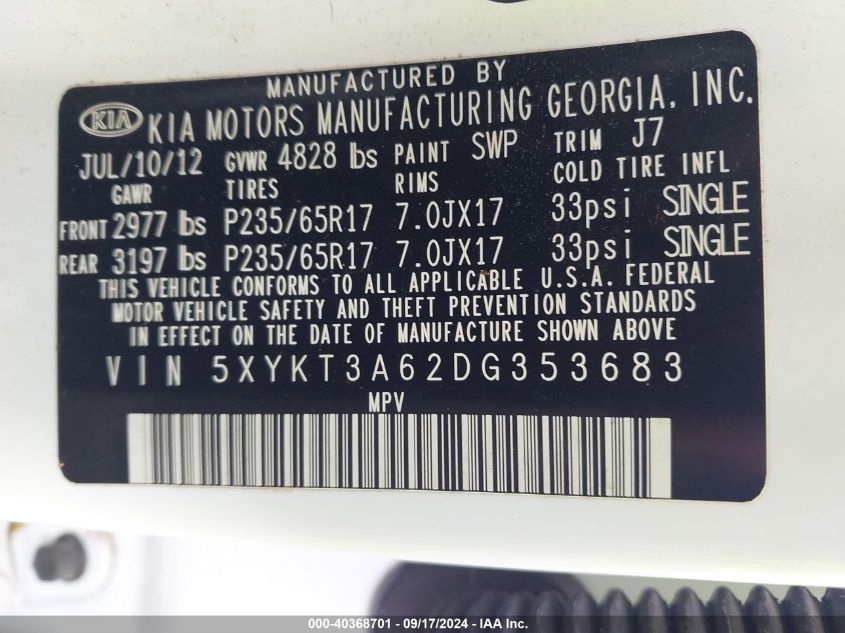 MANUFACTURED BY
KIA KIA MOTORS MANUFACTURING GEORGIA, INC.
JUL/10/12 GVWR 4828 lbs PAINT SWP TRIM J7
GAWR TIRES RIMS COLD TIRE INFL
FRONT 2977 lbs P235/65R17 7.0JX17 33psi SINGLE
REAR 3197 lbs P235/65R17 7.0JX17 33psi SINGLE
THIS VEHICLE CONFORMS TO ALL APPLICABLE U.S.A. FEDERAL
MOTOR VEHICLE SAFETY AND THEFT PREVENTION STANDARDS
IN EFFECT ON THE DATE OF MANUFACTURE SHOWN ABOVE
VIN 5XYKT3A62DG353683
MPV
000-40368701 - 09/17/2024 - IAA Inc.